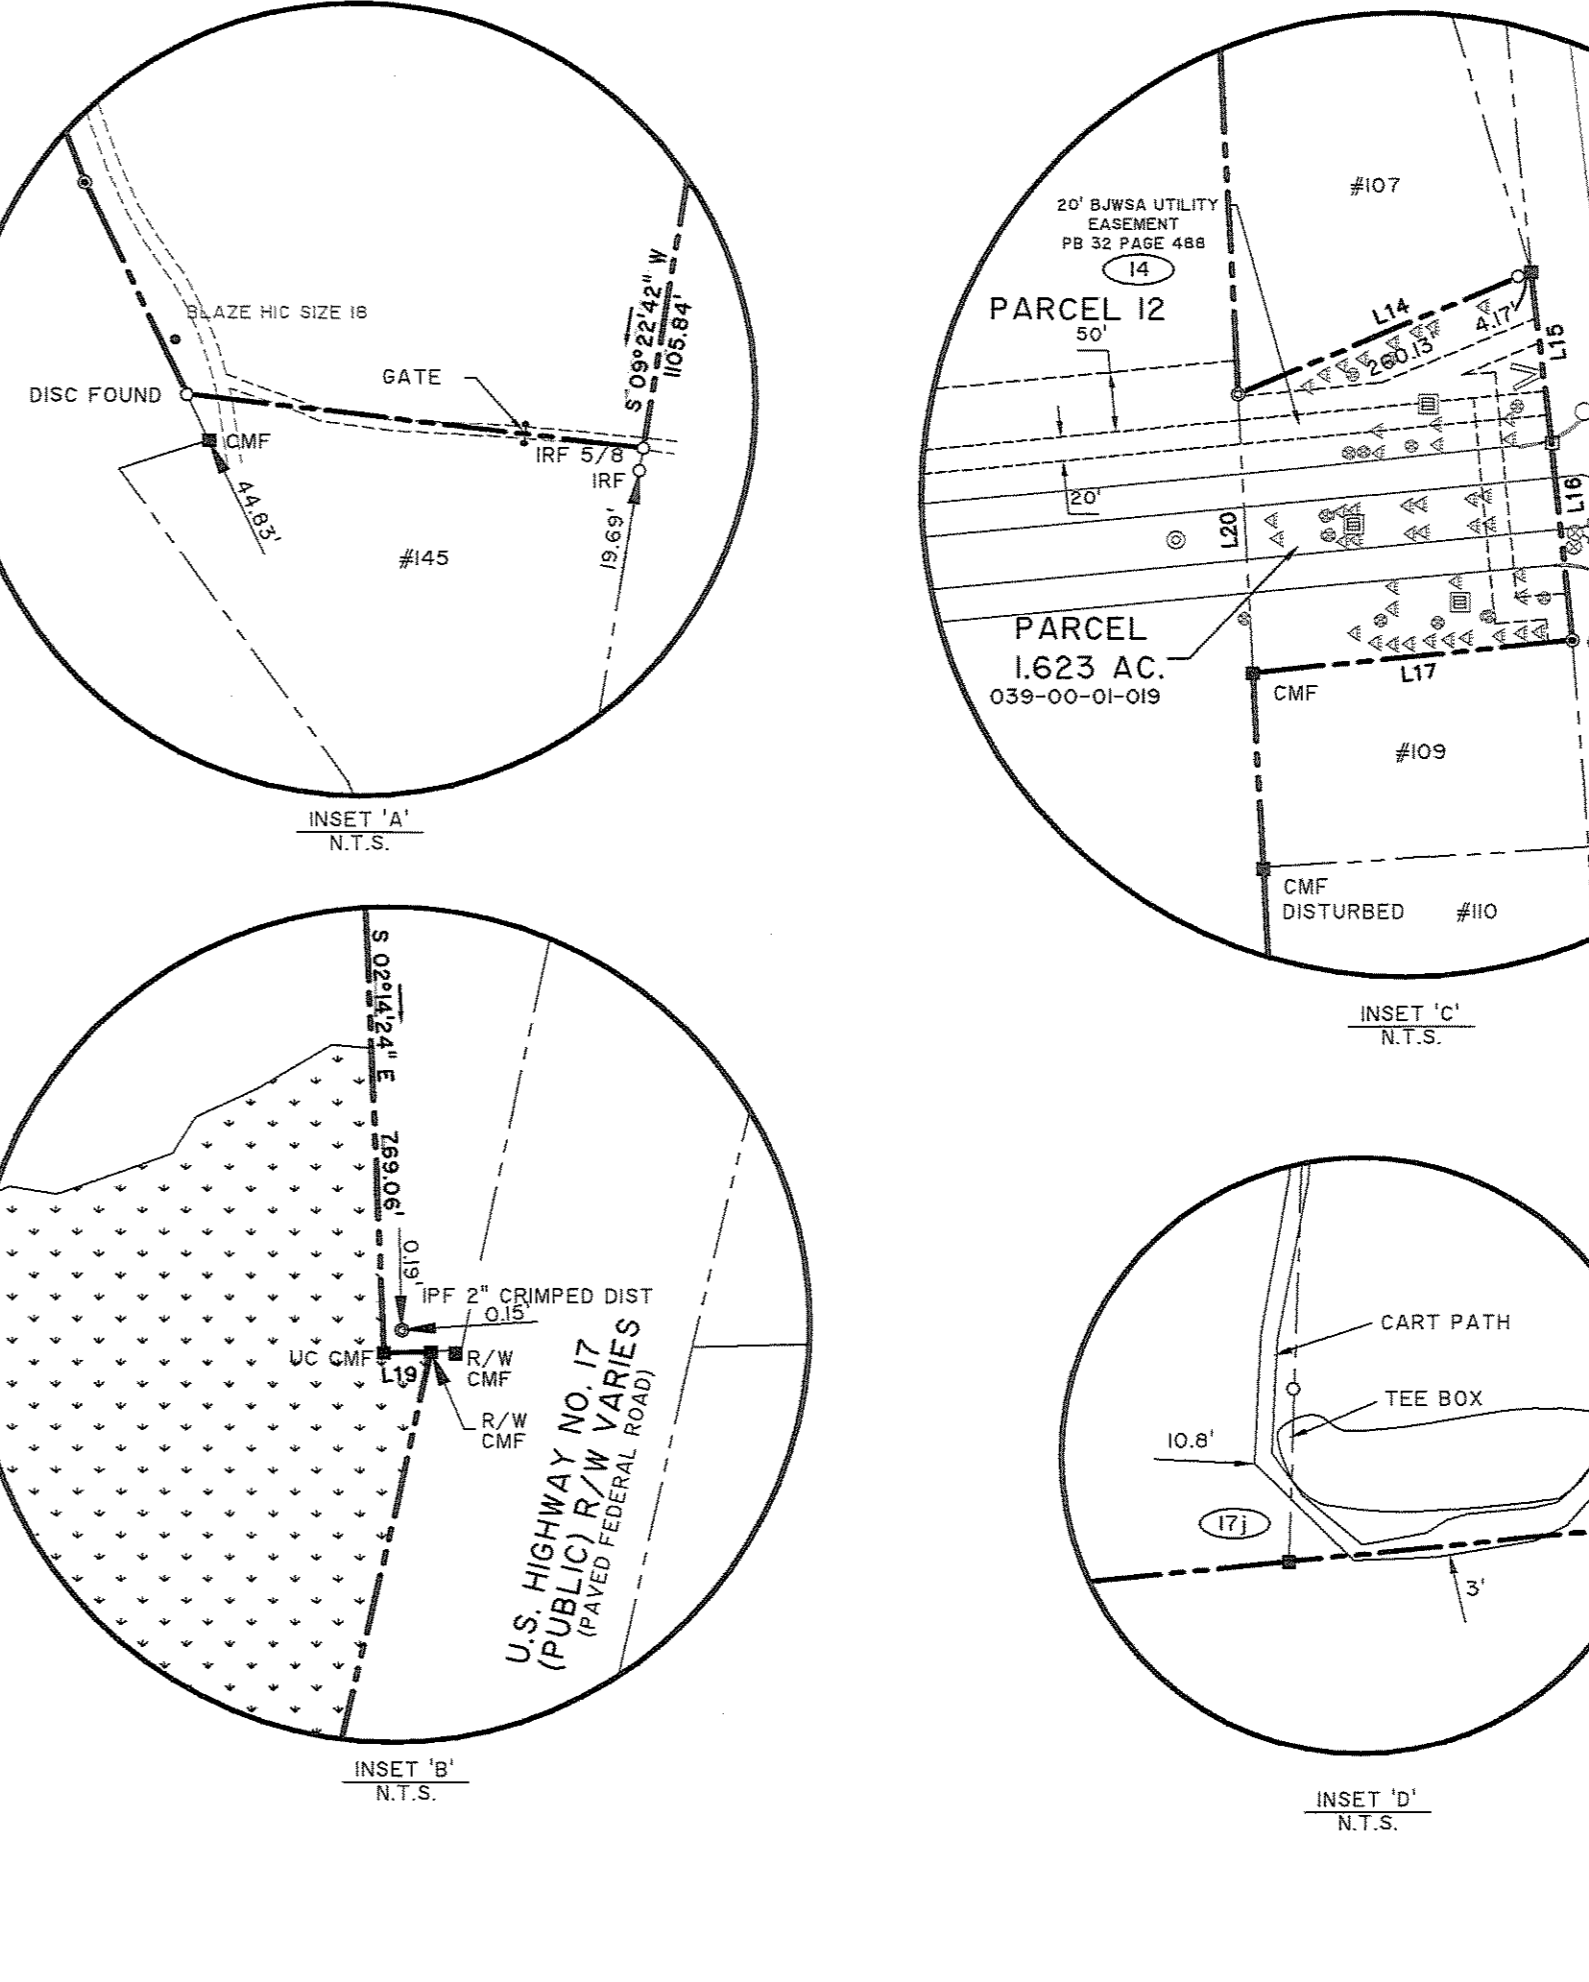 BLAZE HIC SIZE 18
DISC FOUND
GATE
S 09°22'42" W
1105.84'
CMF
IRF 5/8
IRF
44.83'
19.69'
#145
INSET 'A'
N.T.S.
#107
20' BJWSA UTILITY
EASEMENT
PB 32 PAGE 488
14
PARCEL 12
50'
L14
260.13'
4.17'
L15
20'
L20
L16
PARCEL
1.623 AC.
039-00-01-019
L17
CMF
#109
CMF
DISTURBED
#110
INSET 'C'
N.T.S.
S 02°14'24" E
769.06'
0.19'
IPF 2" CRIMPED DIST
0.15'
UC CMF
L19
R/W
CMF
R/W
CMF
U.S. HIGHWAY NO. 17
(PUBLIC) R/W VARIES
(PAVED FEDERAL ROAD)
INSET 'B'
N.T.S.
CART PATH
TEE BOX
10.8'
17j
3'
INSET 'D'
N.T.S.